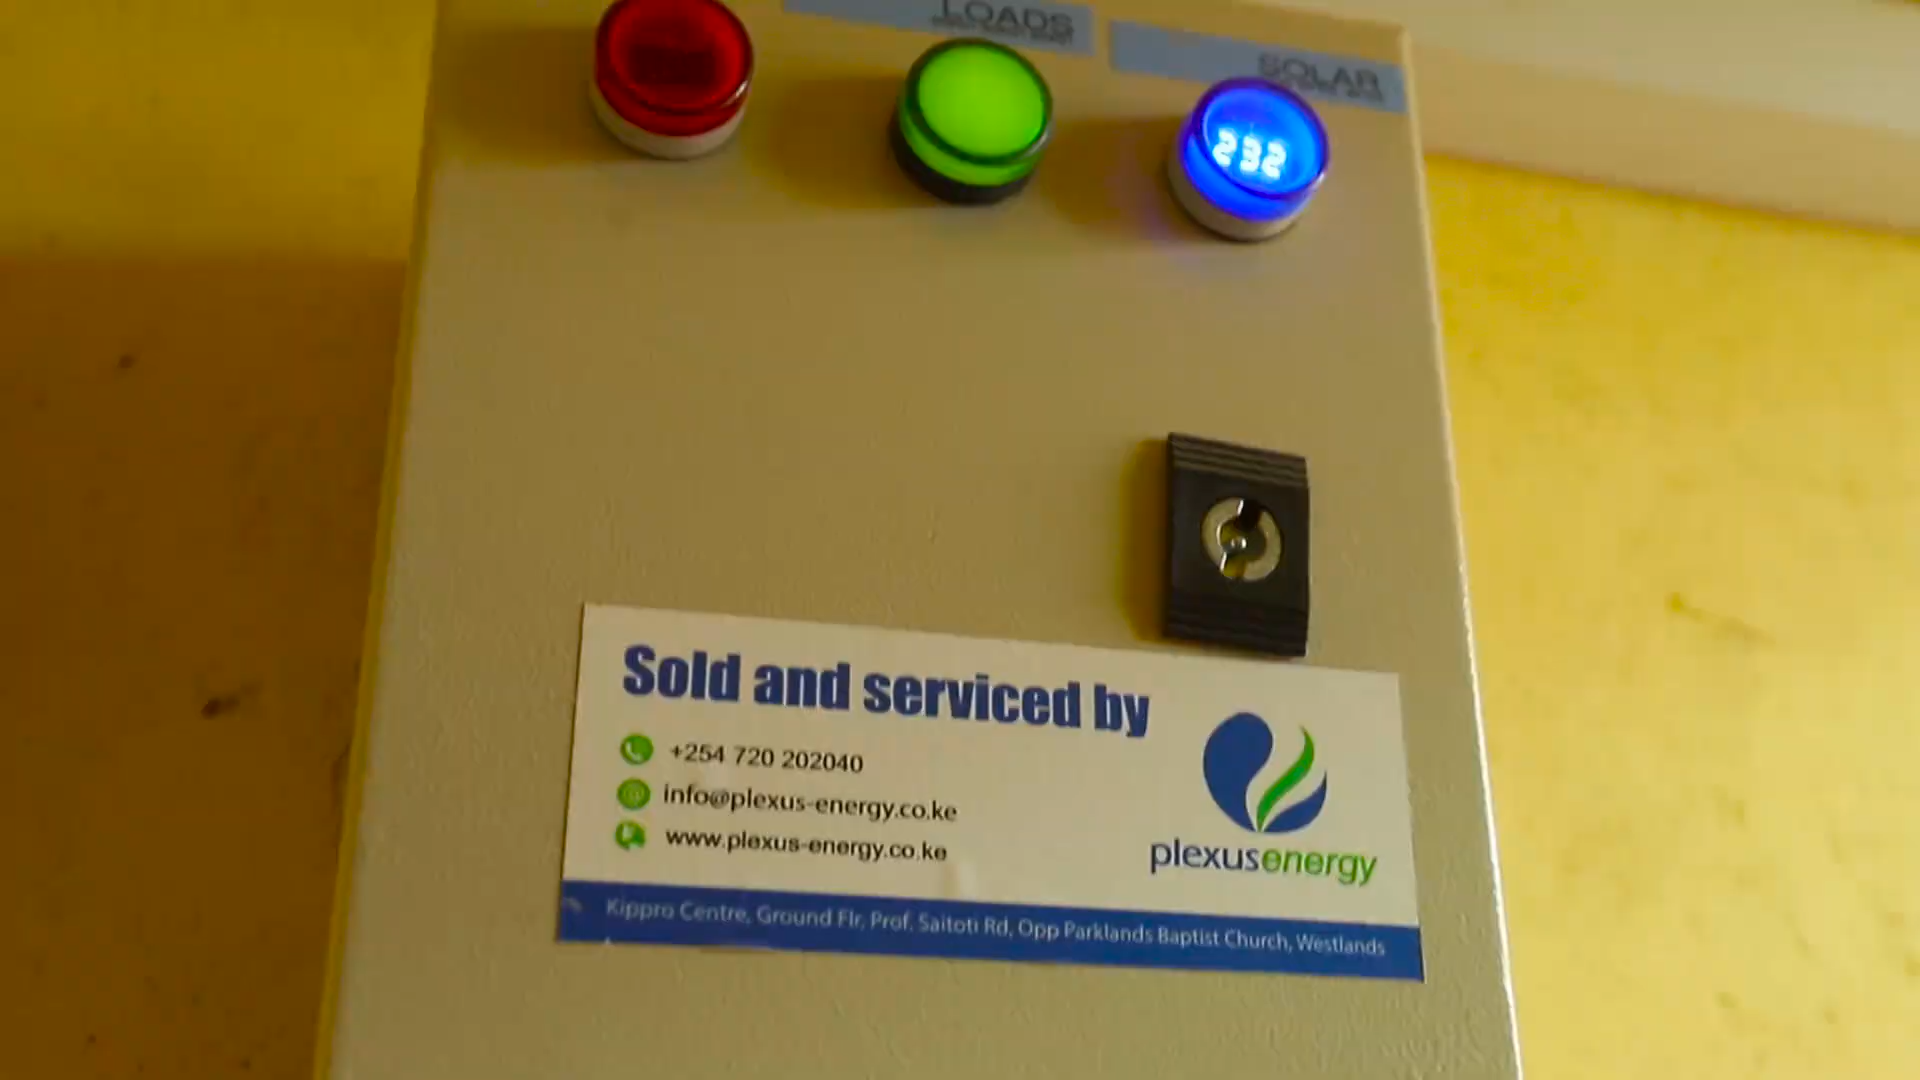 LOADS
SOLAR
232
Sold and serviced by
+254 720 202040
info@plexus-energy.co.ke
www.plexus-energy.co.ke
plexusenergy
Kippro Centre, Ground Flr, Prof. Saitoti Rd, Opp Parklands Baptist Church, Westlands